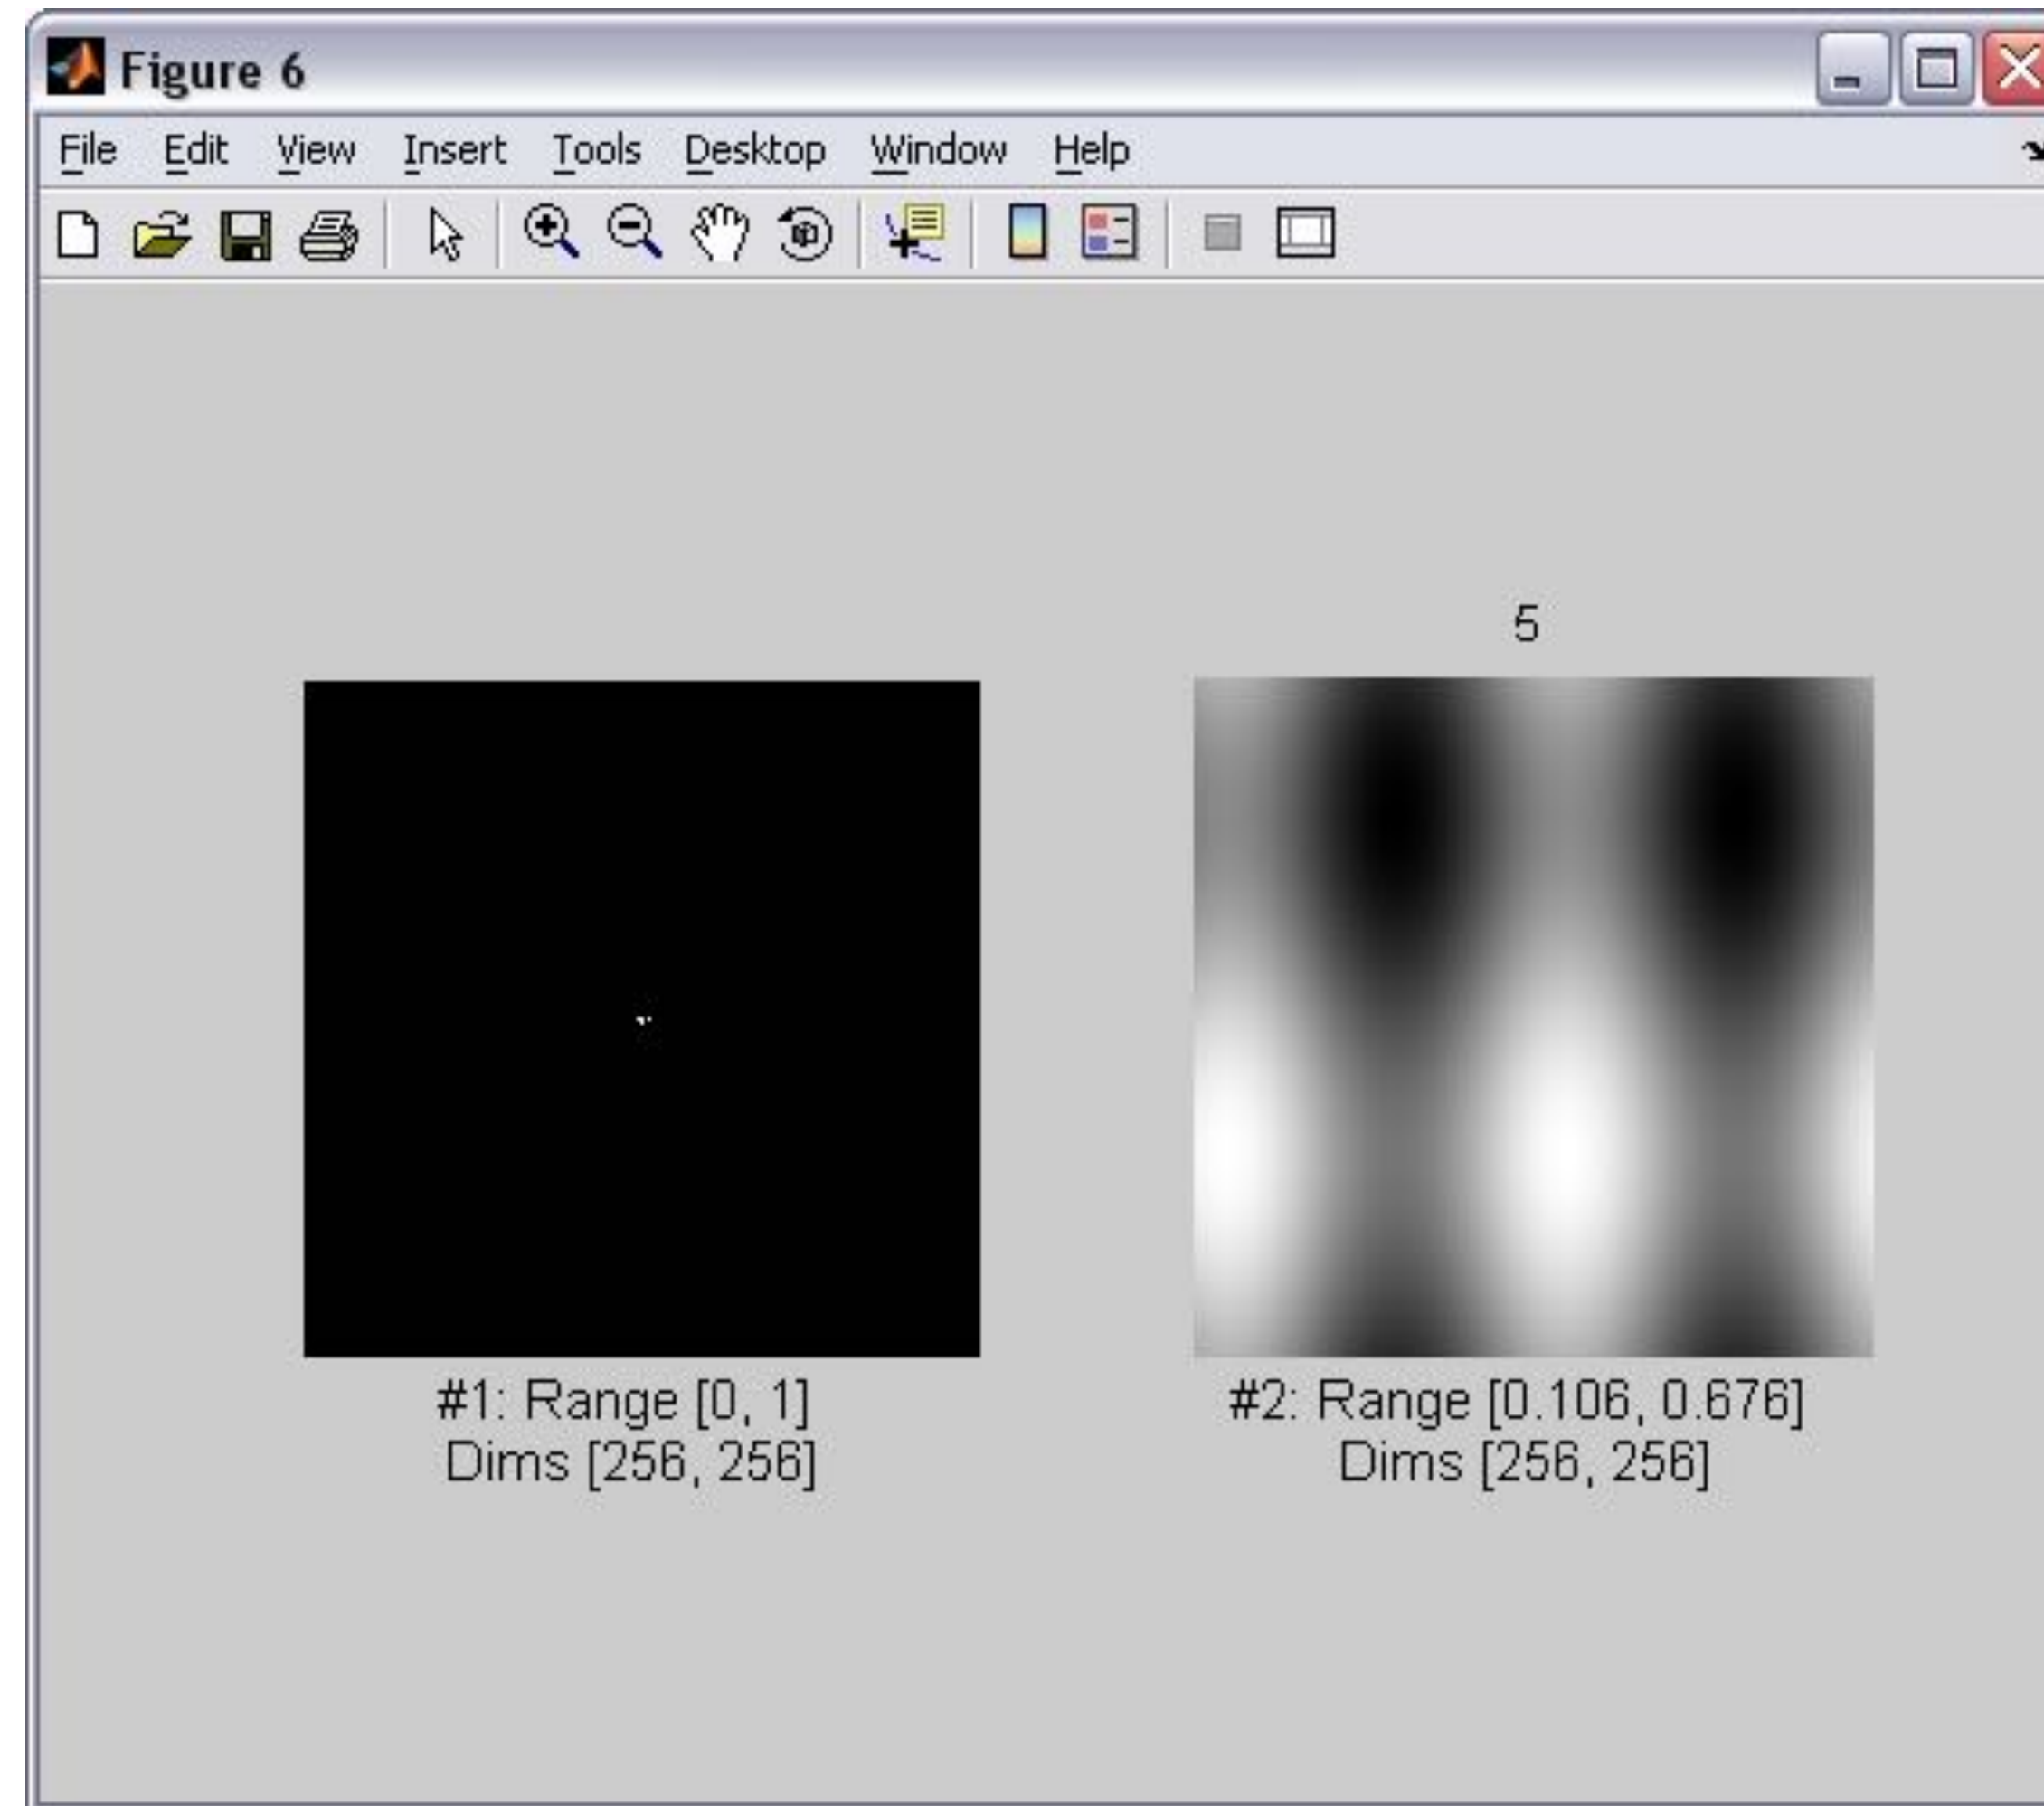 Figure 6
File Edit View Insert Tools Desktop Window Help
5
#1: Range [0, 1]
Dims [256, 256]
#2: Range [0.106, 0.676]
Dims [256, 256]